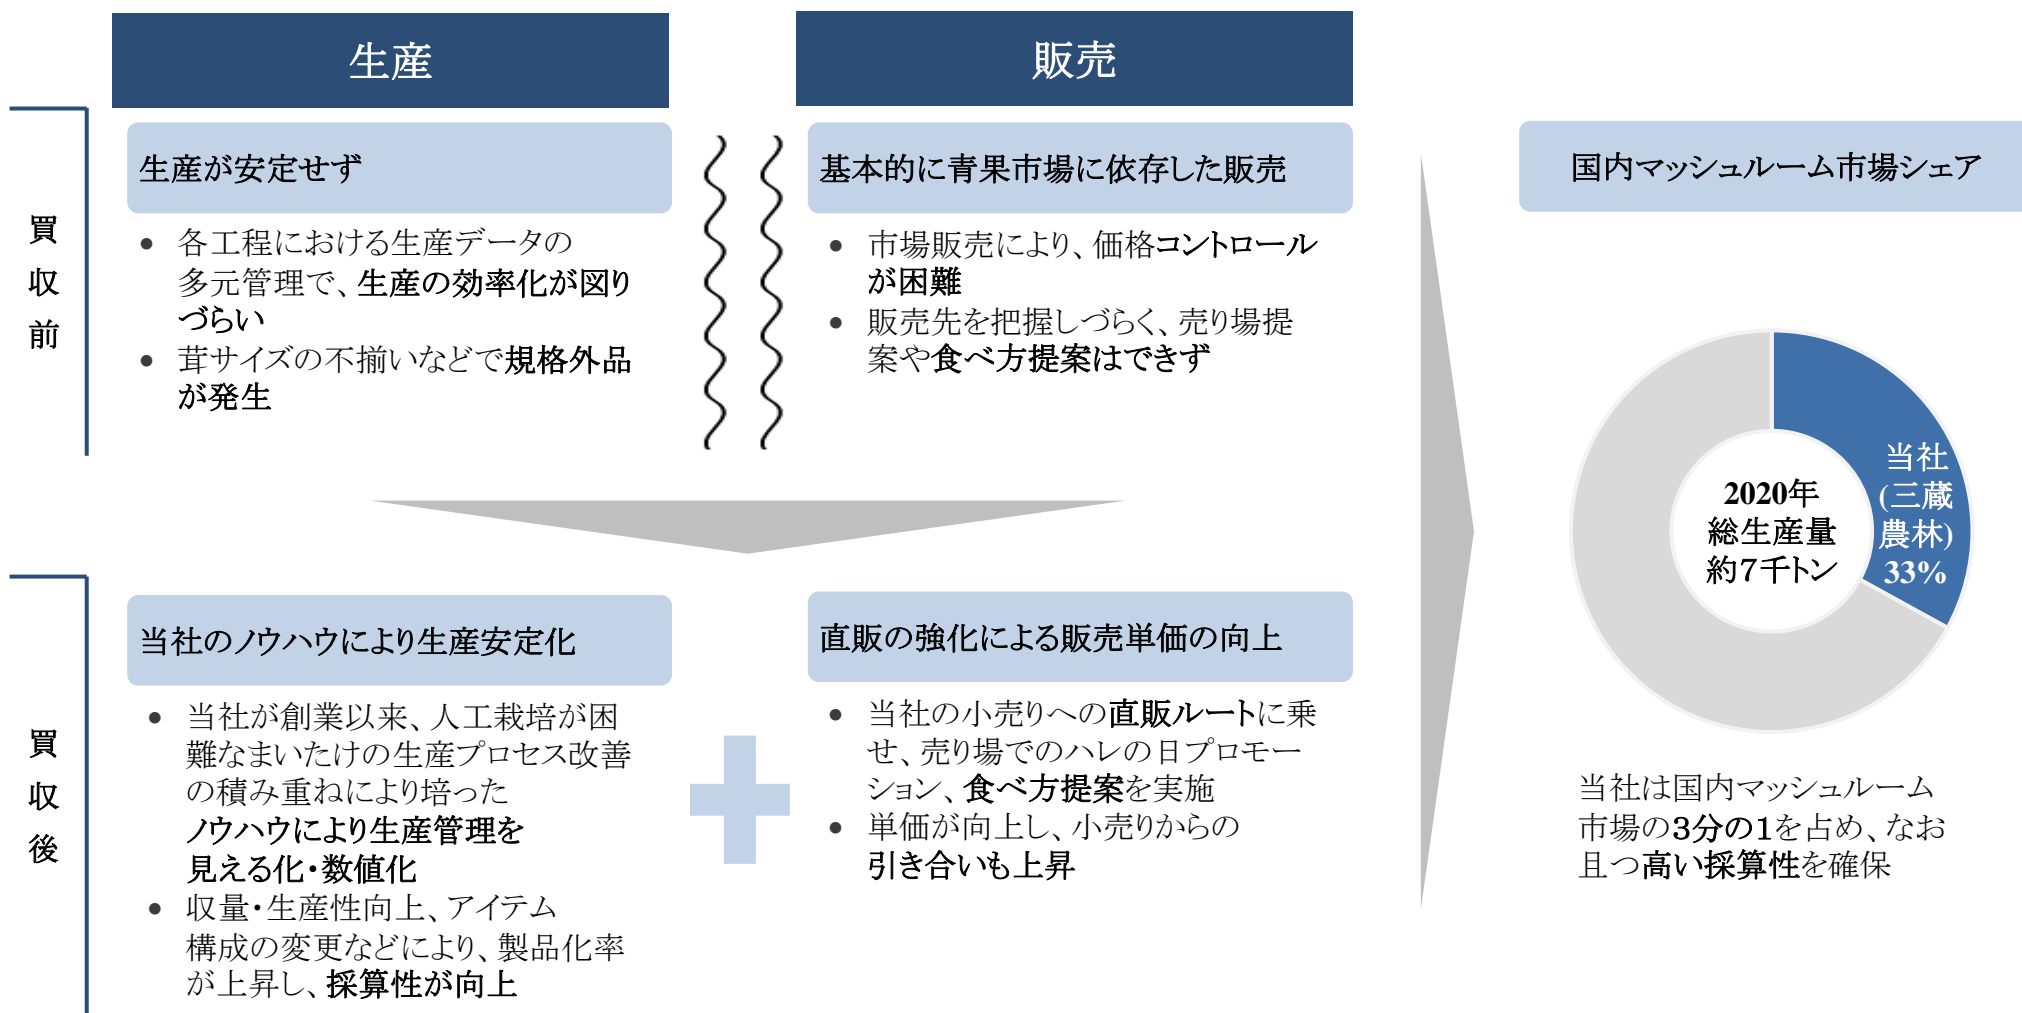 生産
販売
買収前
生産が安定せず
• 各工程における生産データの
多元管理で、生産の効率化が図り
づらい
• 茸サイズの不揃いなどで規格外品
が発生
基本的に青果市場に依存した販売
• 市場販売により、価格コントロール
が困難
• 販売先を把握しづらく、売り場提
案や食べ方提案はできず
買収後
当社のノウハウにより生産安定化
• 当社が創業以来、人工栽培が困
難なまいたけの生産プロセス改善
の積み重ねにより培った
ノウハウにより生産管理を
見える化・数値化
• 収量・生産性向上、アイテム
構成の変更などにより、製品化率
が上昇し、採算性が向上
直販の強化による販売単価の向上
• 当社の小売りへの直販ルートに乗
せ、売り場でのハレの日プロモー
ション、食べ方提案を実施
• 単価が向上し、小売りからの
引き合いも上昇
国内マッシュルーム市場シェア
2020年
総生産量
約7千トン
当社
(三蔵
農林)
33%
当社は国内マッシュルーム
市場の3分の1を占め、なお
且つ高い採算性を確保